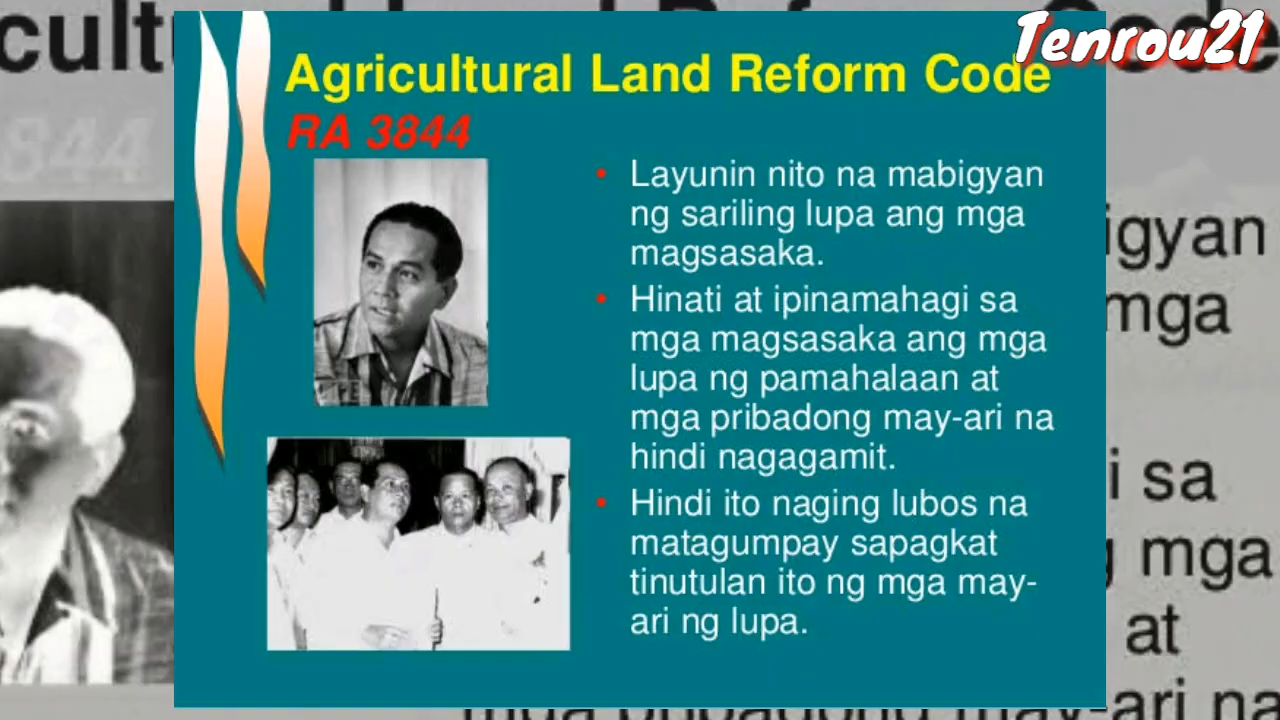 Tenrou21
Agricultural Land Reform Code
RA 3844
• Layunin nito na mabigyan
ng sariling lupa ang mga
magsasaka.
• Hinati at ipinamahagi sa
mga magsasaka ang mga
lupa ng pamahalaan at
mga pribadong may-ari na
hindi nagagamit.
• Hindi ito naging lubos na
matagumpay sapagkat
tinutulan ito ng mga may-
ari ng lupa.